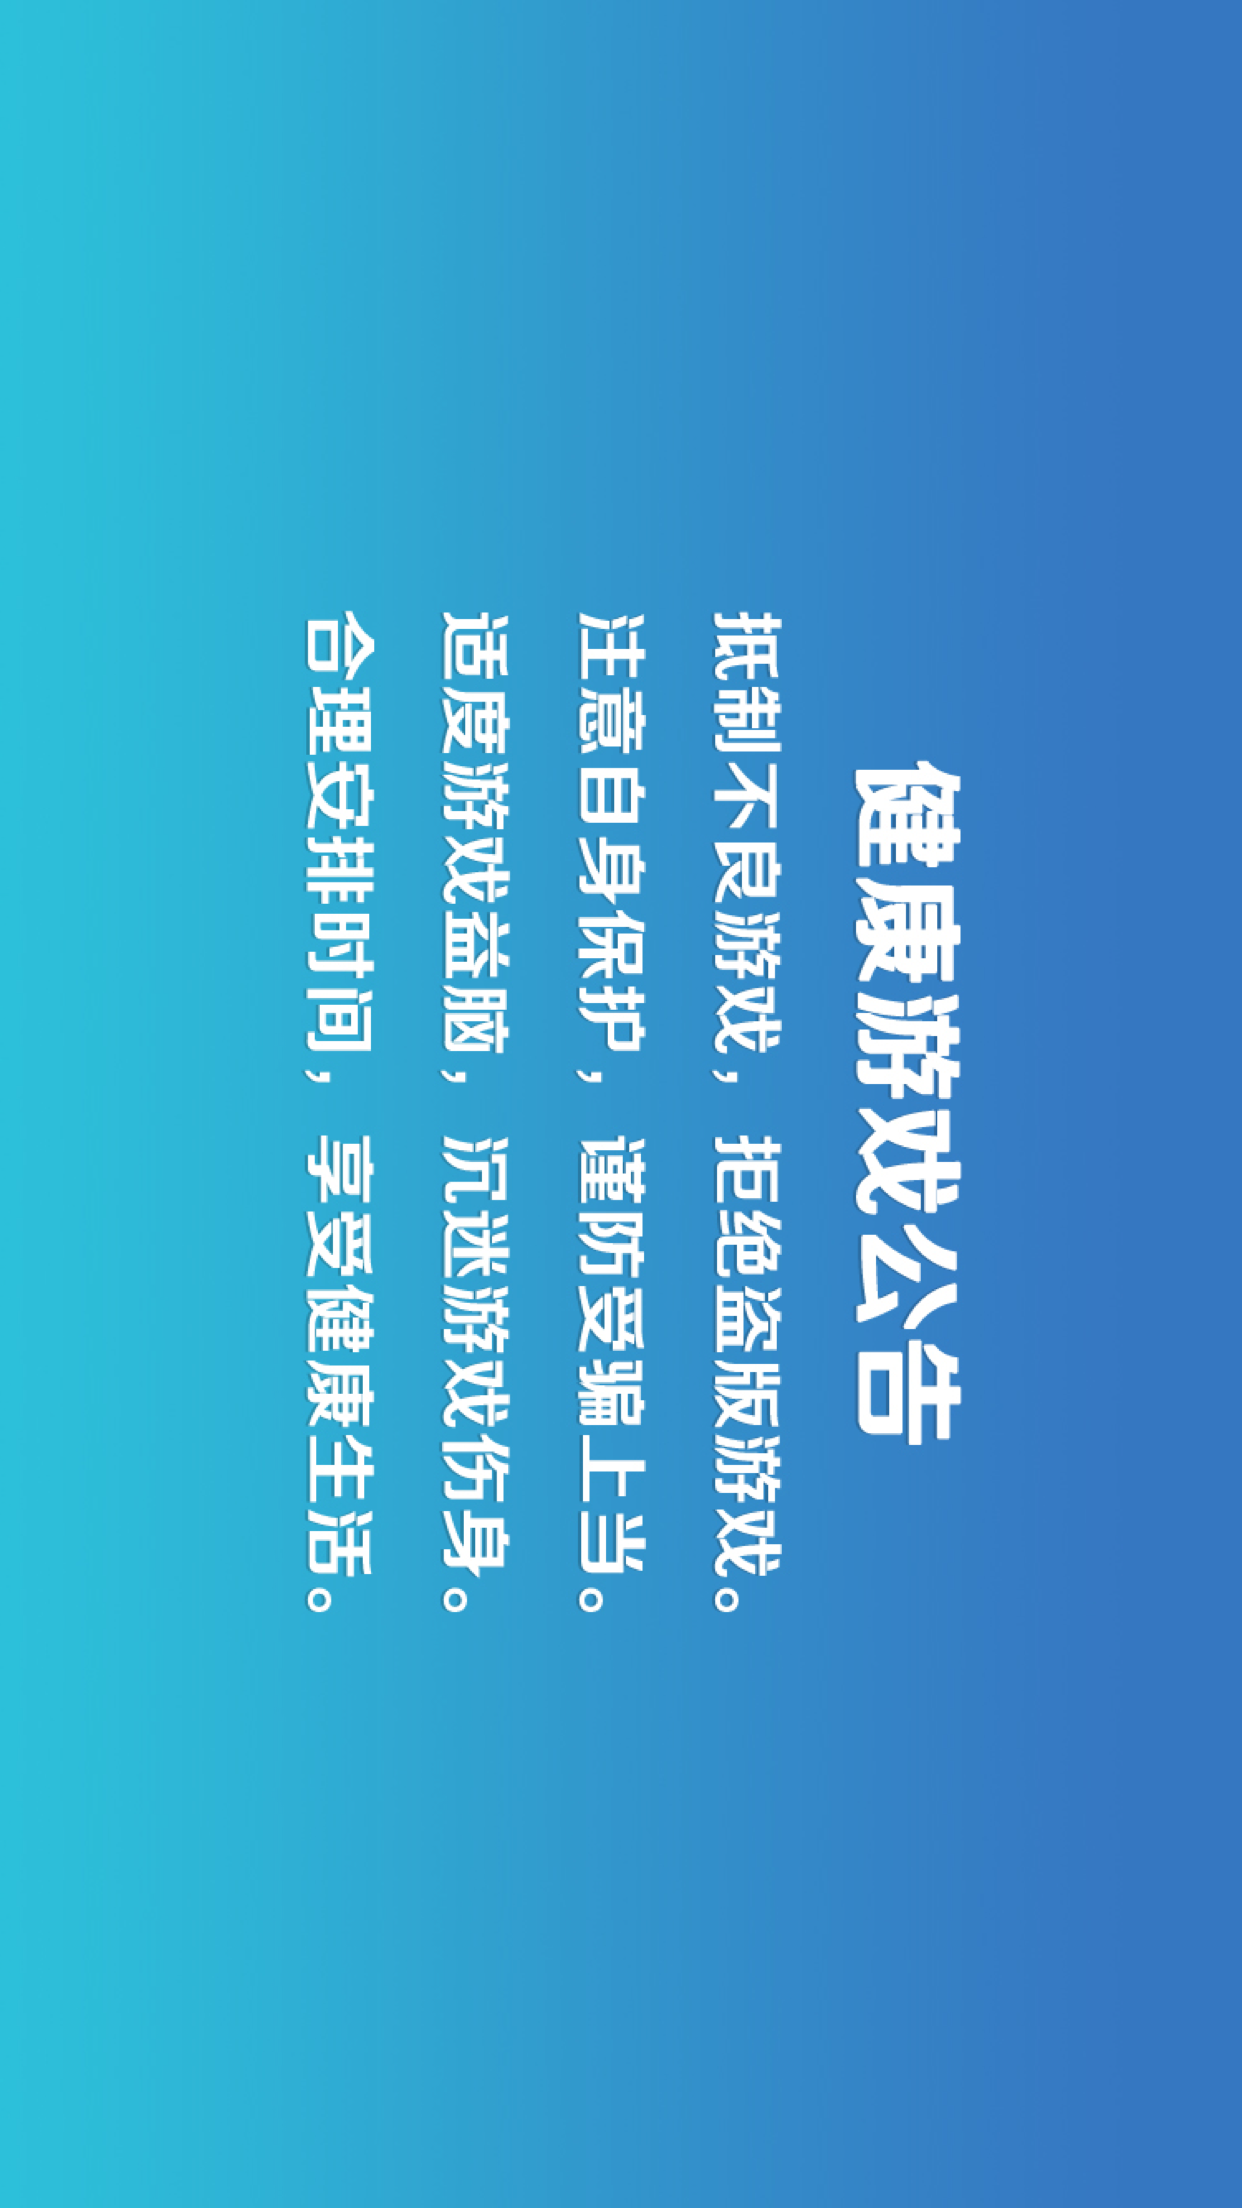 健康游戏公告
抵制不良游戏，拒绝盗版游戏。
注意自身保护，谨防受骗上当。
适度游戏益脑，沉迷游戏伤身。
合理安排时间，享受健康生活。